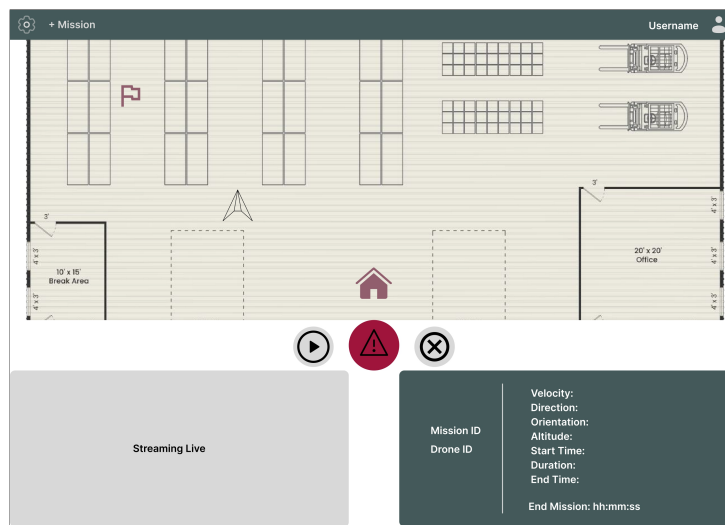 + Mission
Username
3'
3'
4' x 3'
4' x 3'
4' x 3'
10' x 15'
Break Area
20' x 20'
Office
4' x 3'
4' x 3'
Streaming Live
Mission ID
Drone ID
Velocity:
Direction:
Orientation:
Altitude:
Start Time:
Duration:
End Time:
End Mission: hh:mm:ss